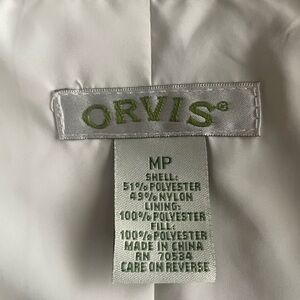 ORVIS®
MP
SHELL:
51% POLYESTER
49% NYLON
LINING:
100% POLYESTER
FILL:
100% POLYESTER
MADE IN CHINA
RN 70534
CARE ON REVERSE